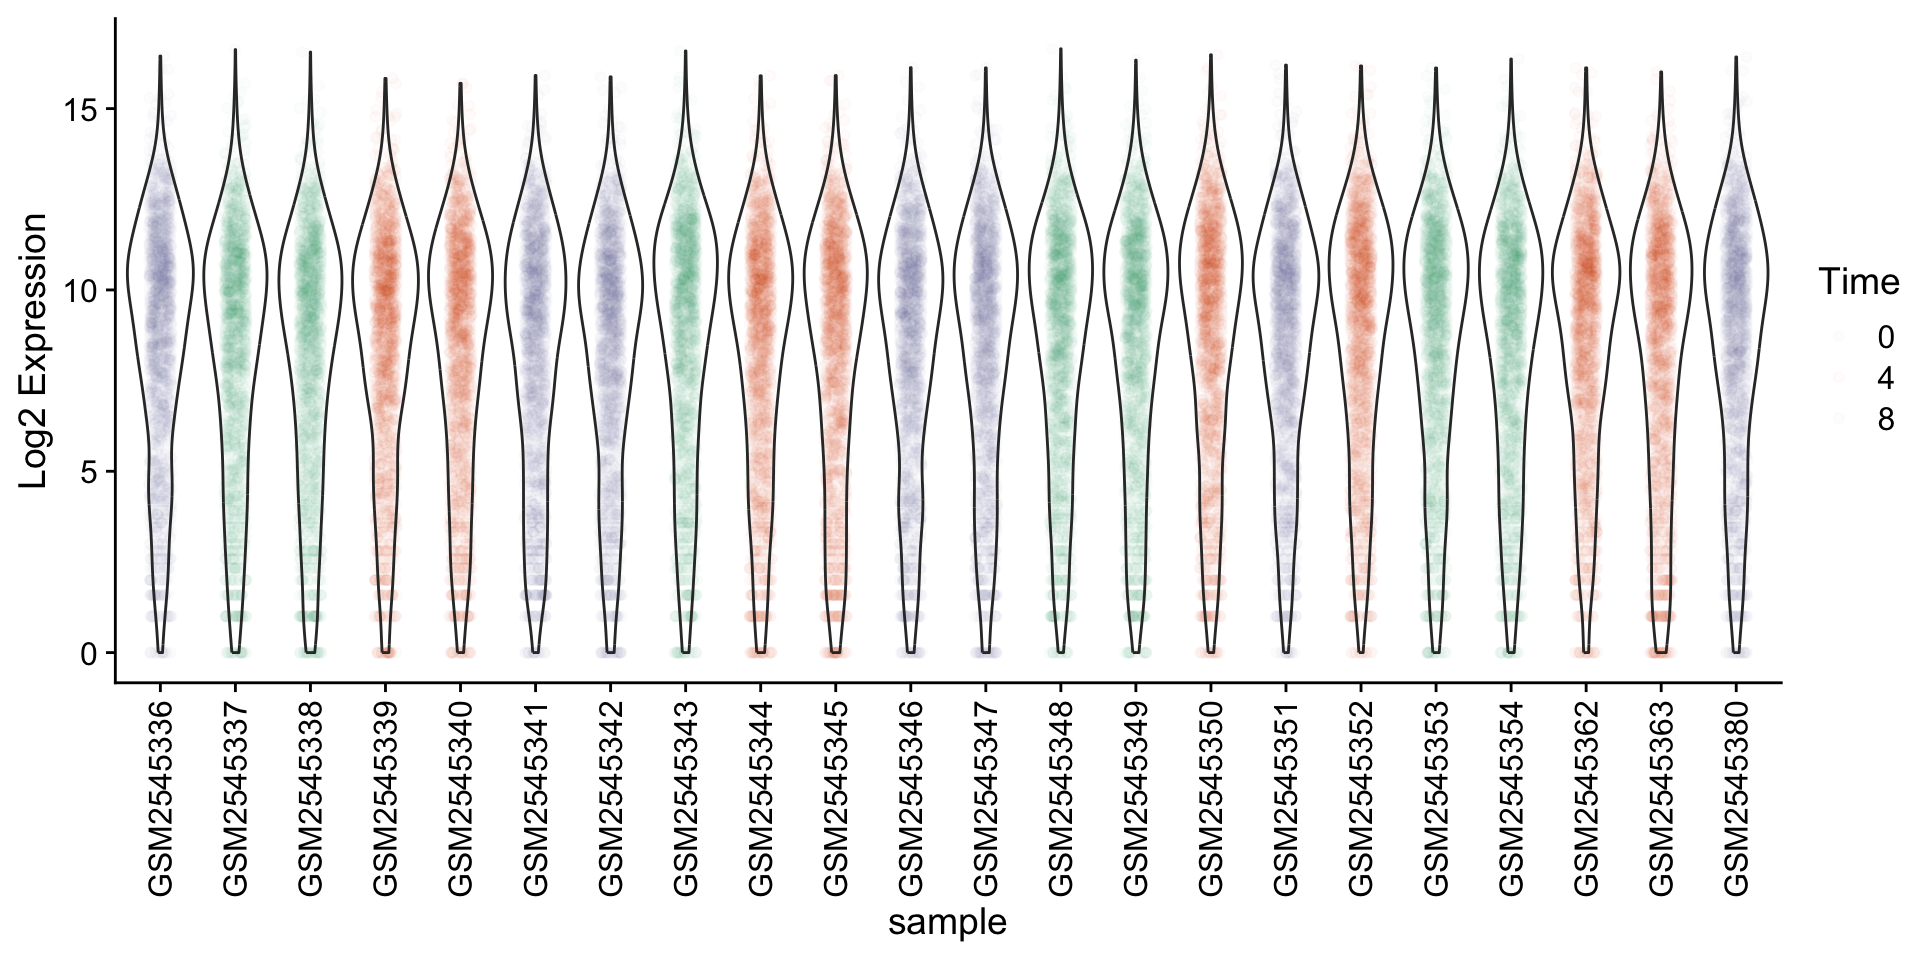 Log2 Expression
15
10
5
0
GSM2545336
GSM2545337
GSM2545338
GSM2545339
GSM2545340
GSM2545341
GSM2545342
GSM2545343
GSM2545344
GSM2545345
GSM2545346
GSM2545347
GSM2545348
GSM2545349
GSM2545350
GSM2545351
GSM2545352
GSM2545353
GSM2545354
GSM2545362
GSM2545363
GSM2545380
sample
Time
0
4
8